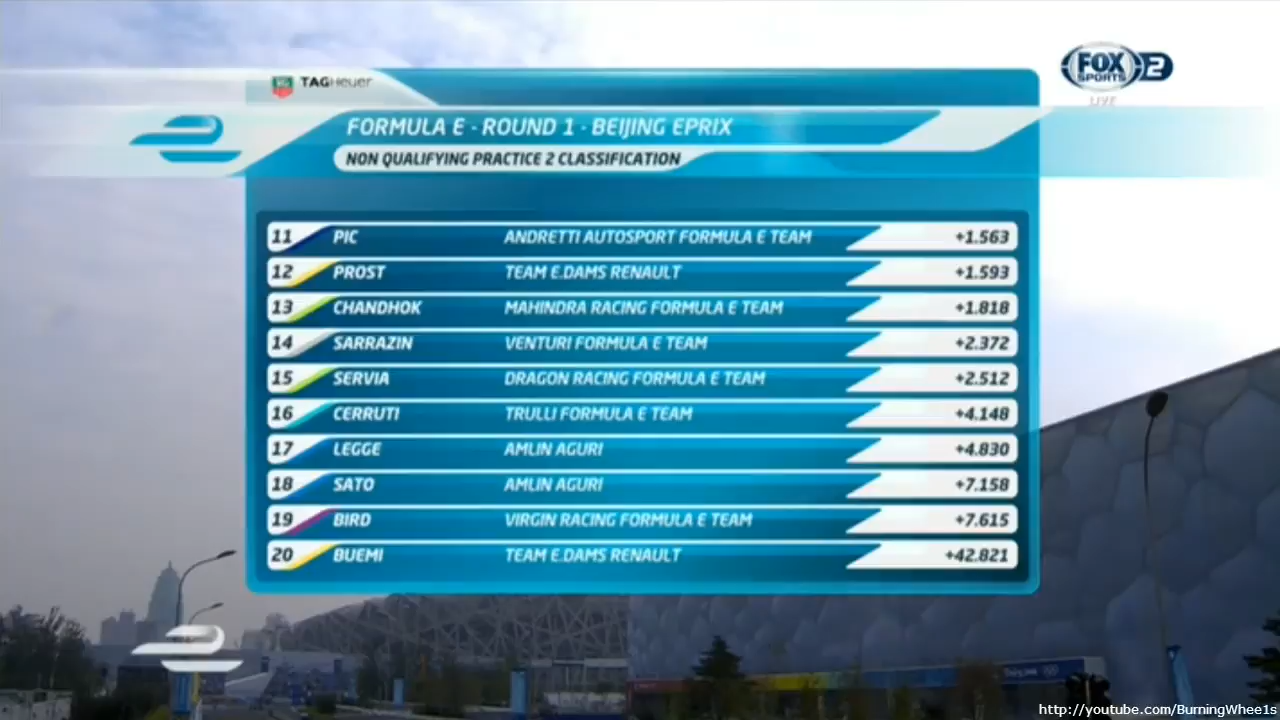 TAGHeuer
FOX
SPORTS
2
LIVE
FORMULA E - ROUND 1 - BEIJING EPRIX
NON QUALIFYING PRACTICE 2 CLASSIFICATION
11 PIC ANDRETTI AUTOSPORT FORMULA E TEAM +1.563
12 PROST TEAM E.DAMS RENAULT +1.593
13 CHANDHOK MAHINDRA RACING FORMULA E TEAM +1.818
14 SARRAZIN VENTURI FORMULA E TEAM +2.372
15 SERVIA DRAGON RACING FORMULA E TEAM +2.512
16 CERRUTI TRULLI FORMULA E TEAM +4.148
17 LEGGE AMLIN AGURI +4.830
18 SATO AMLIN AGURI +7.158
19 BIRD VIRGIN RACING FORMULA E TEAM +7.615
20 BUEMI TEAM E.DAMS RENAULT +42.821
http://youtube.com/BurningWhee1s